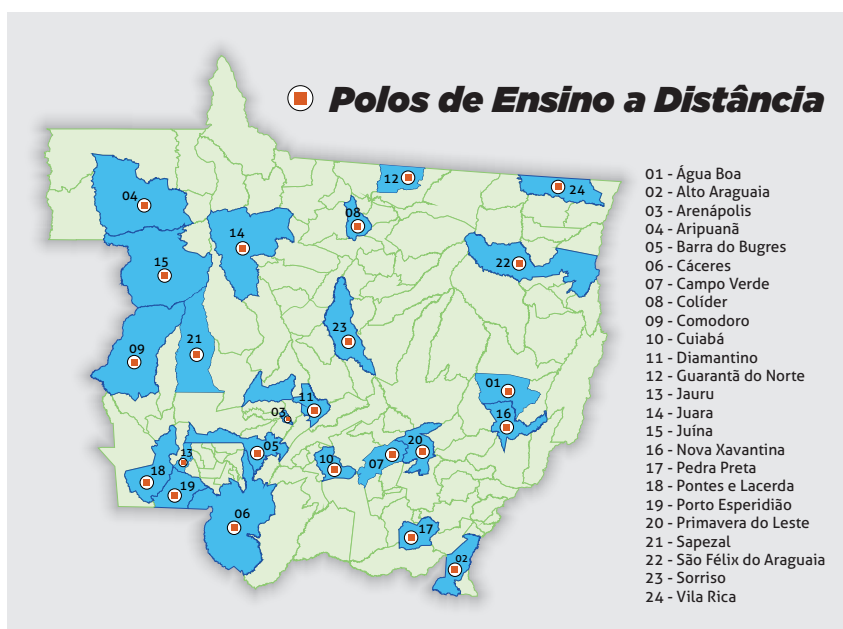 Polos de Ensino a Distância
01 - Água Boa
02 - Alto Araguaia
03 - Arenápolis
04 - Aripuanã
05 - Barra do Bugres
06 - Cáceres
07 - Campo Verde
08 - Colíder
09 - Comodoro
10 - Cuiabá
11 - Diamantino
12 - Guarantã do Norte
13 - Jauru
14 - Juara
15 - Juína
16 - Nova Xavantina
17 - Pedra Preta
18 - Pontes e Lacerda
19 - Porto Esperidião
20 - Primavera do Leste
21 - Sapezal
22 - São Félix do Araguaia
23 - Sorriso
24 - Vila Rica
12
24
04
08
14
22
15
23
21
09
01
11
03
16
20
05
13
10
07
18
19
06
17
02